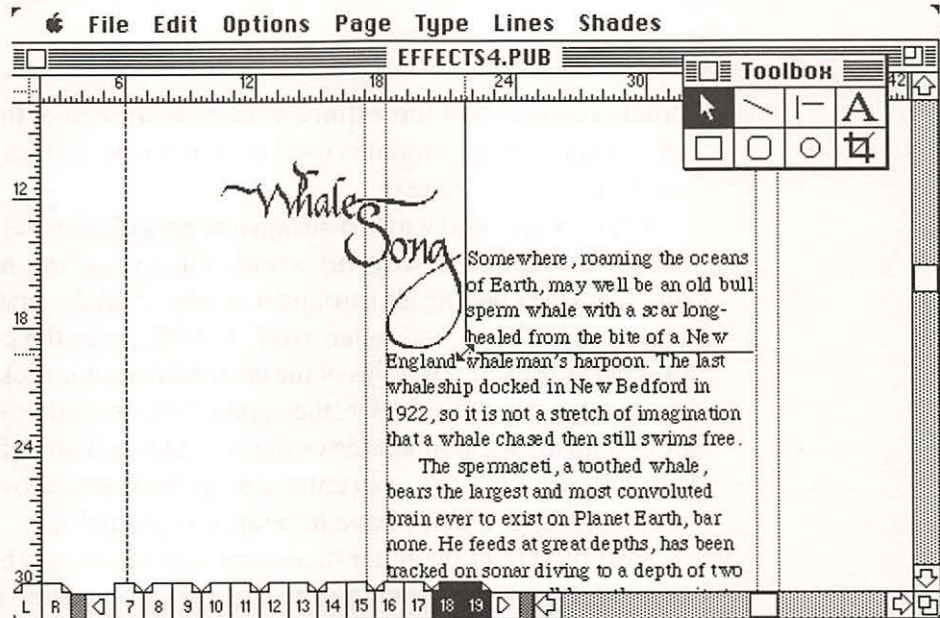 File Edit Options Page Type Lines Shades
EFFECTS4.PUB
Toolbox
6 12 18 24 30 42
A
12
18
24
30
Whale
Song
Somewhere, roaming the oceans
of Earth, may well be an old bull
sperm whale with a scar long-
healed from the bite of a New
England whaleman's harpoon. The last
whaleship docked in New Bedford in
1922, so it is not a stretch of imagination
that a whale chased then still swims free.
The spermaceti, a toothed whale,
bears the largest and most convoluted
brain ever to exist on Planet Earth, bar
none. He feeds at great depths, has been
tracked on sonar diving to a depth of two
L R 7 8 9 10 11 12 13 14 15 16 17 18 19